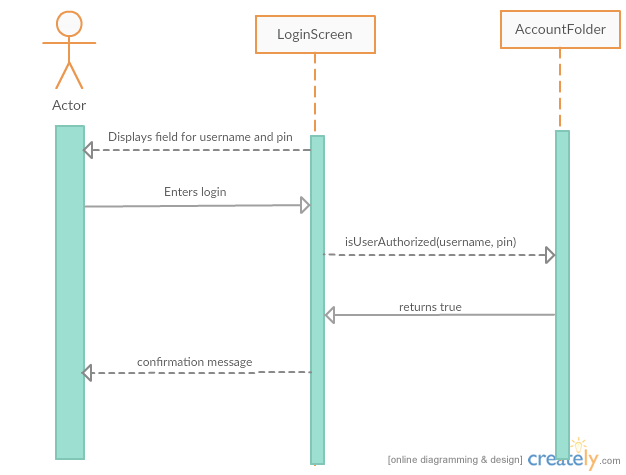 LoginScreen
AccountFolder
Actor
Displays field for username and pin
Enters login
isUserAuthorized(username, pin)
returns true
confirmation message
[online diagramming & design] creately.com